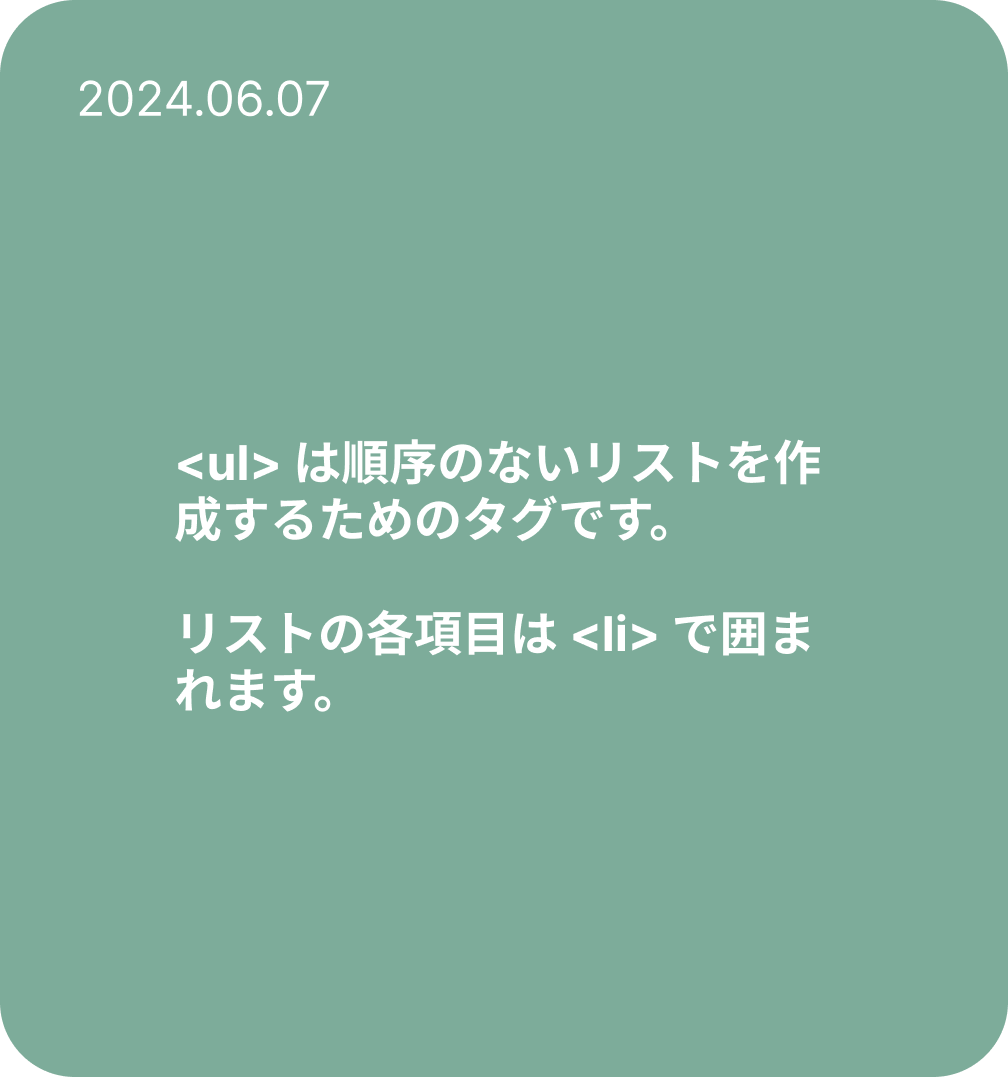 2024.06.07
<ul> は順序のないリストを作
成するためのタグです。
リストの各項目は <li> で囲ま
れます。